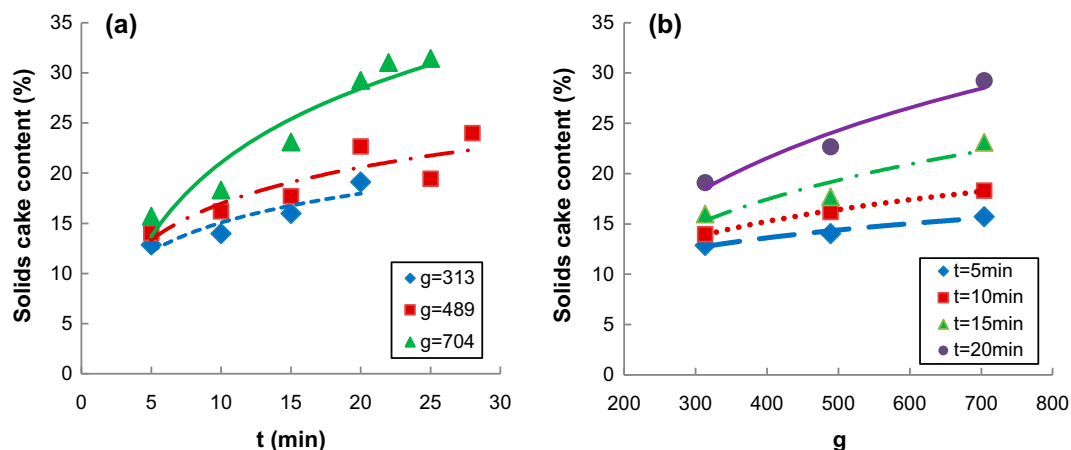 (a)
Solids cake content (%)
35
30
25
20
15
10
5
0
0 5 10 15 20 25 30
t (min)
g=313
g=489
g=704
(b)
Solids cake content (%)
35
30
25
20
15
10
5
0
200 300 400 500 600 700 800
g
t=5min
t=10min
t=15min
t=20min